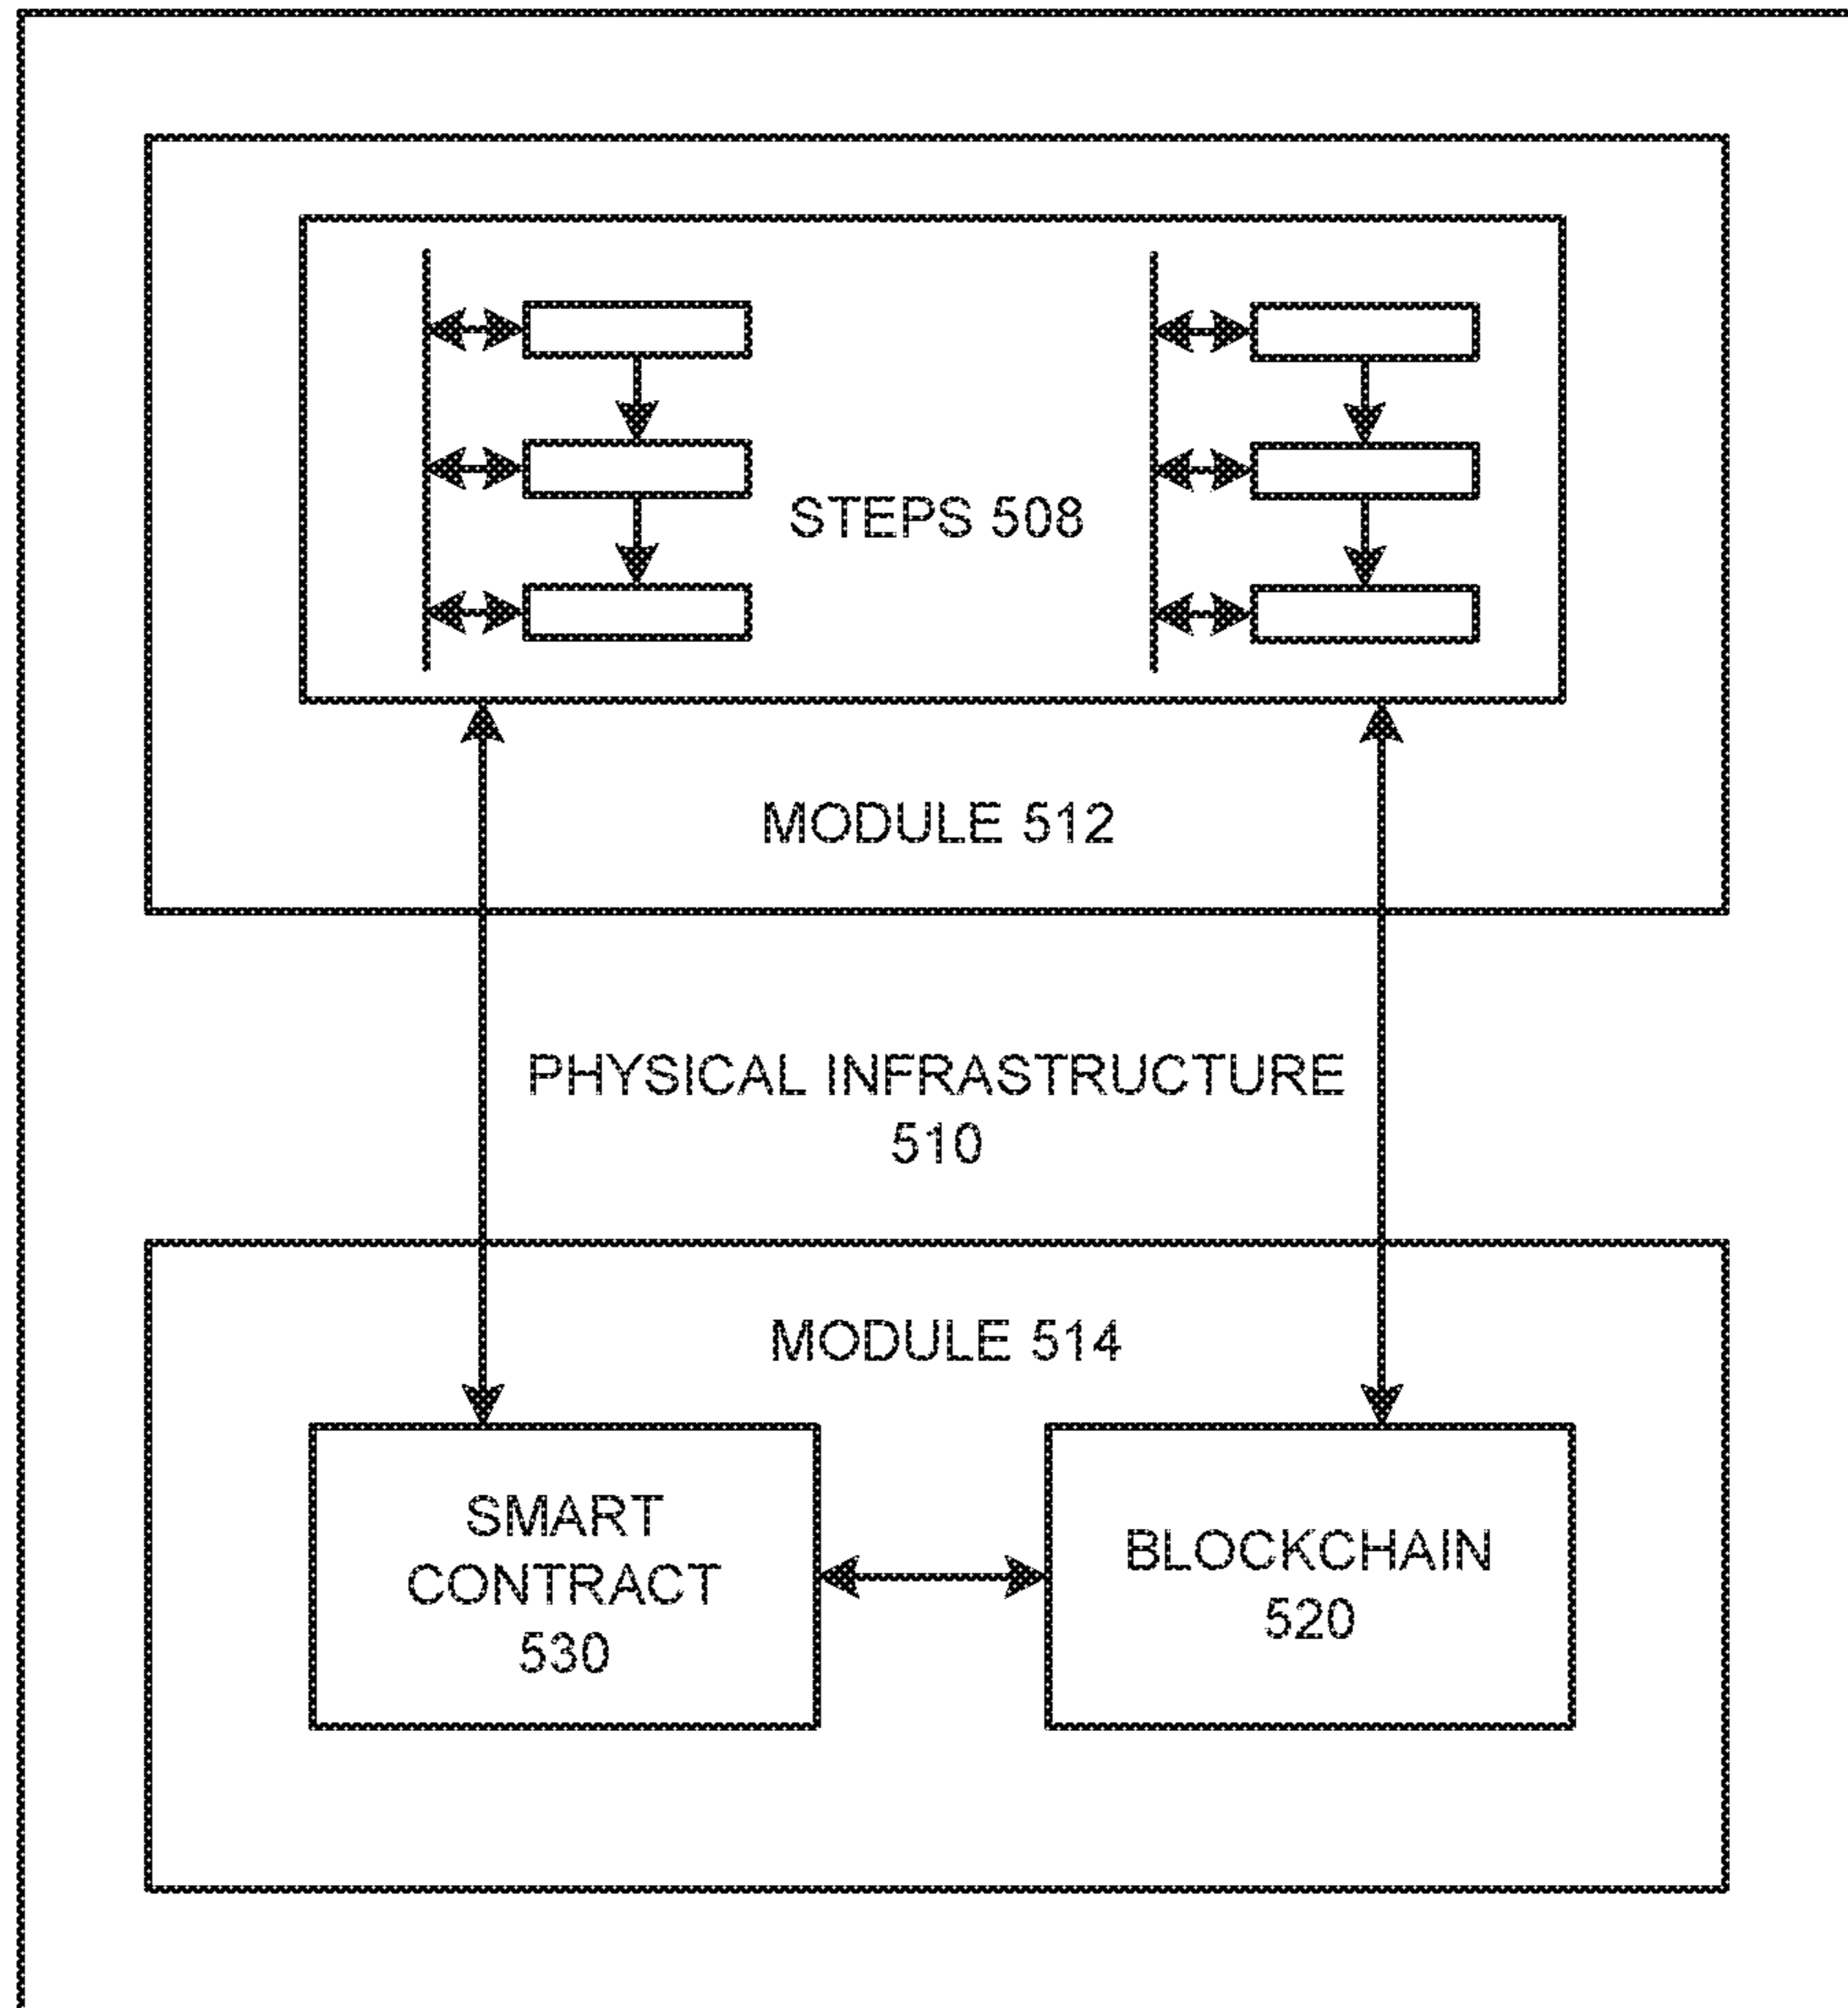 STEPS 508
MODULE 512
PHYSICAL INFRASTRUCTURE
510
MODULE 514
SMART
CONTRACT
530
BLOCKCHAIN
520